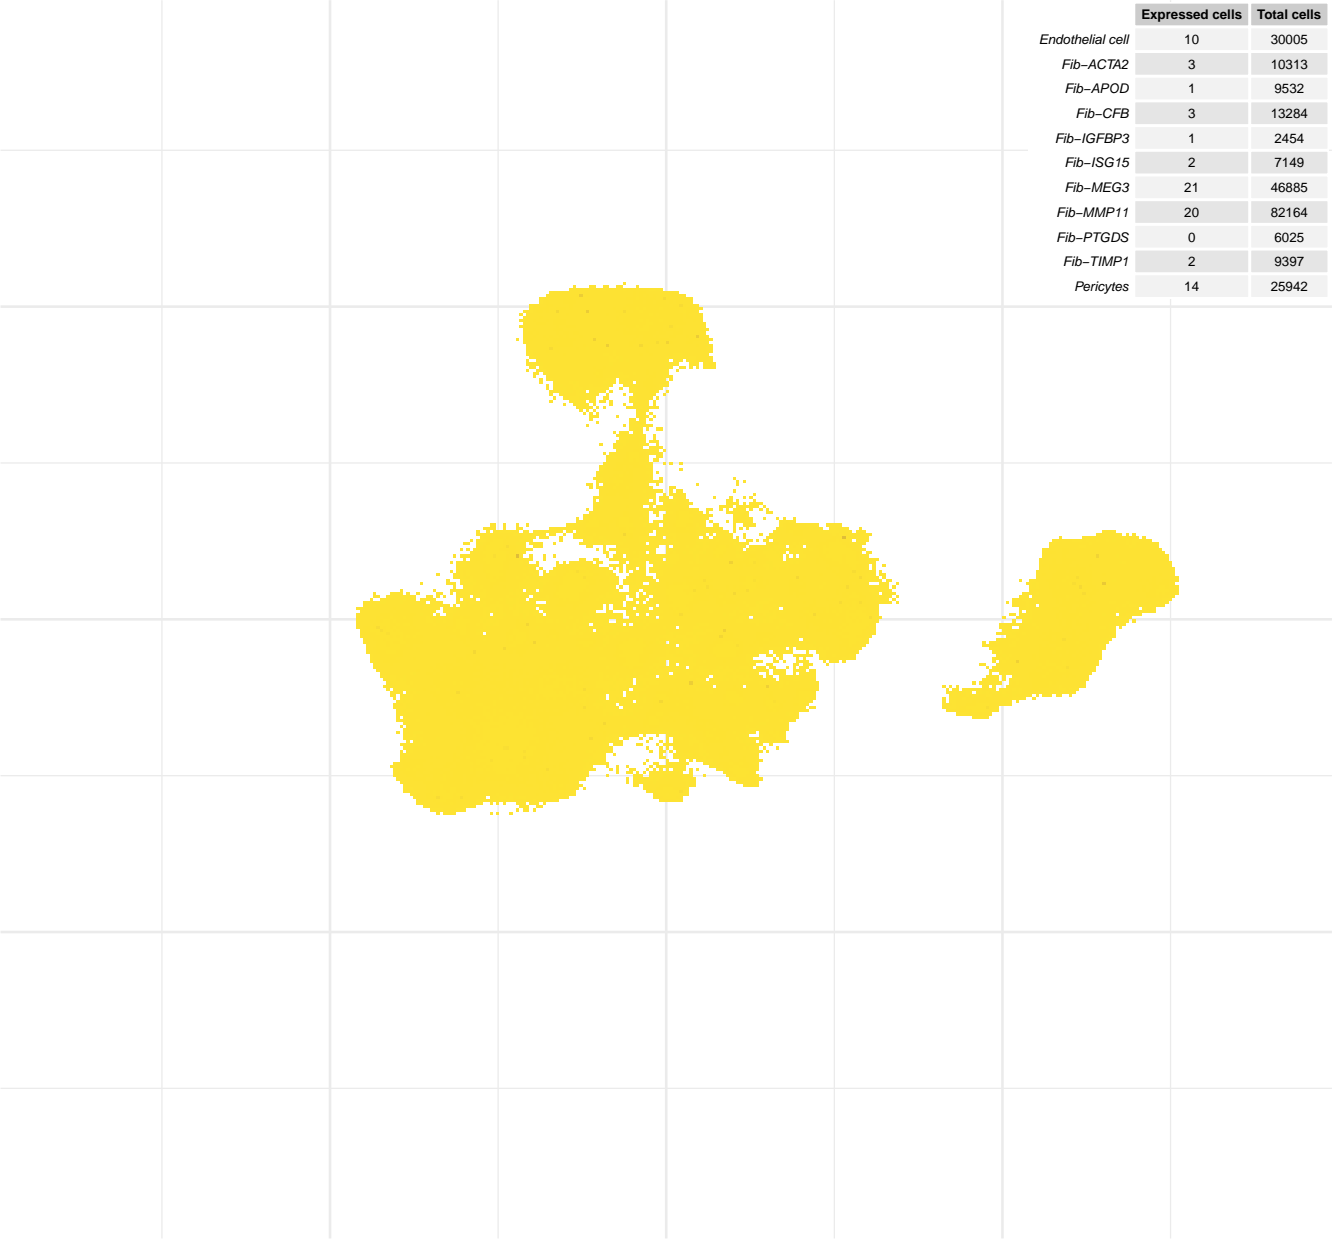 Expressed cells Total cells
Endothelial cell 10 30005
Fib−ACTA2 3 10313
Fib−APOD 1 9532
Fib−CFB 3 13284
Fib−IGFBP3 1 2454
Fib−ISG15 2 7149
Fib−MEG3 21 46885
Fib−MMP11 20 82164
Fib−PTGDS 0 6025
Fib−TIMP1 2 9397
Pericytes 14 25942